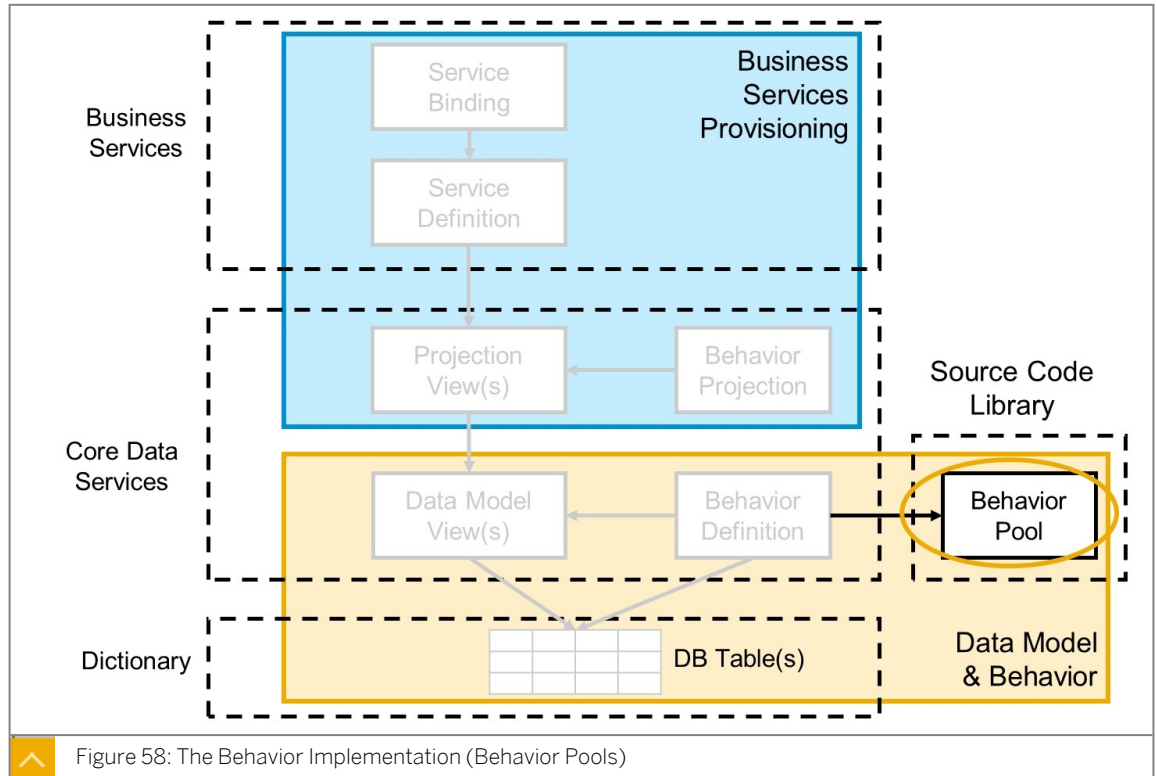 Business
Services
Service
Binding
Business
Services
Provisioning
Service
Definition
Core Data
Services
Projection
View(s)
Behavior
Projection
Source Code
Library
Data Model
View(s)
Behavior
Definition
Behavior
Pool
Dictionary
DB Table(s)
Data Model
& Behavior
Figure 58: The Behavior Implementation (Behavior Pools)